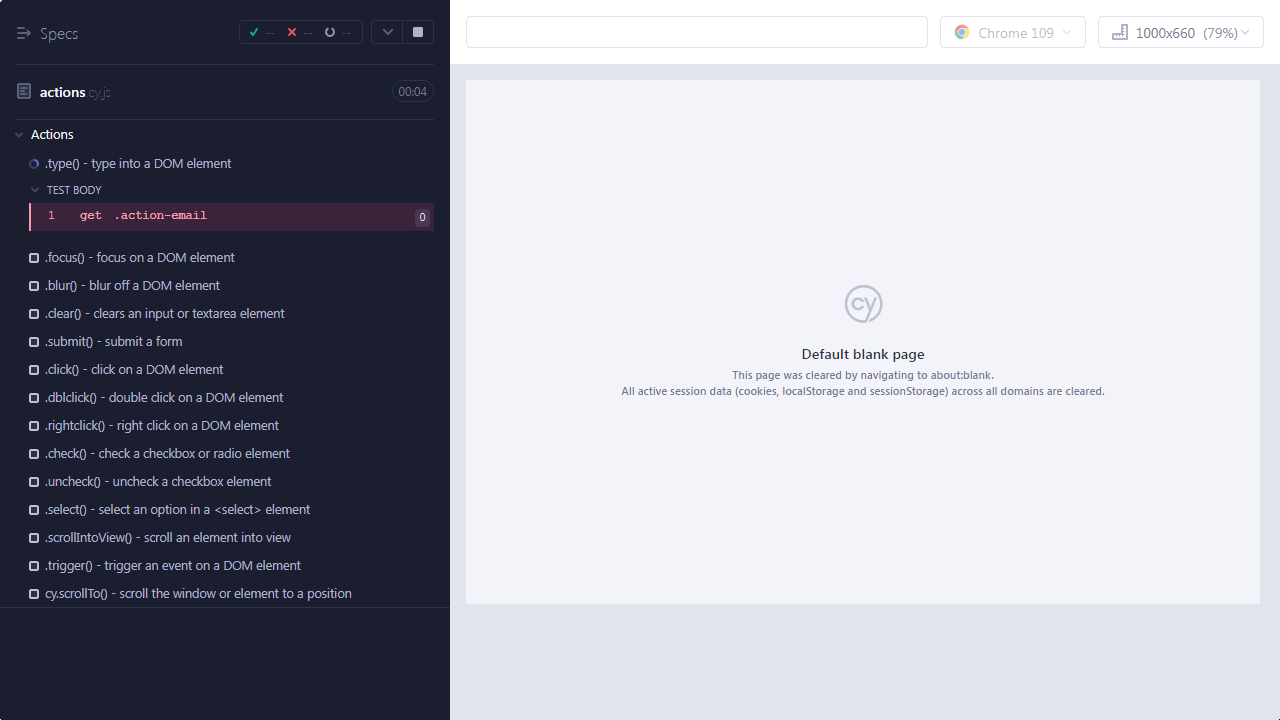 Specs
--
--
--
Chrome 109
1000x660 (79%)
actions cy.js
00:04
Actions
.type() - type into a DOM element
TEST BODY
1 get .action-email 0
.focus() - focus on a DOM element
.blur() - blur off a DOM element
.clear() - clears an input or textarea element
.submit() - submit a form
.click() - click on a DOM element
.dblclick() - double click on a DOM element
.rightclick() - right click on a DOM element
.check() - check a checkbox or radio element
.uncheck() - uncheck a checkbox element
.select() - select an option in a <select> element
.scrollIntoView() - scroll an element into view
.trigger() - trigger an event on a DOM element
cy.scrollTo() - scroll the window or element to a position
cy
Default blank page
This page was cleared by navigating to about:blank.
All active session data (cookies, localStorage and sessionStorage) across all domains are cleared.